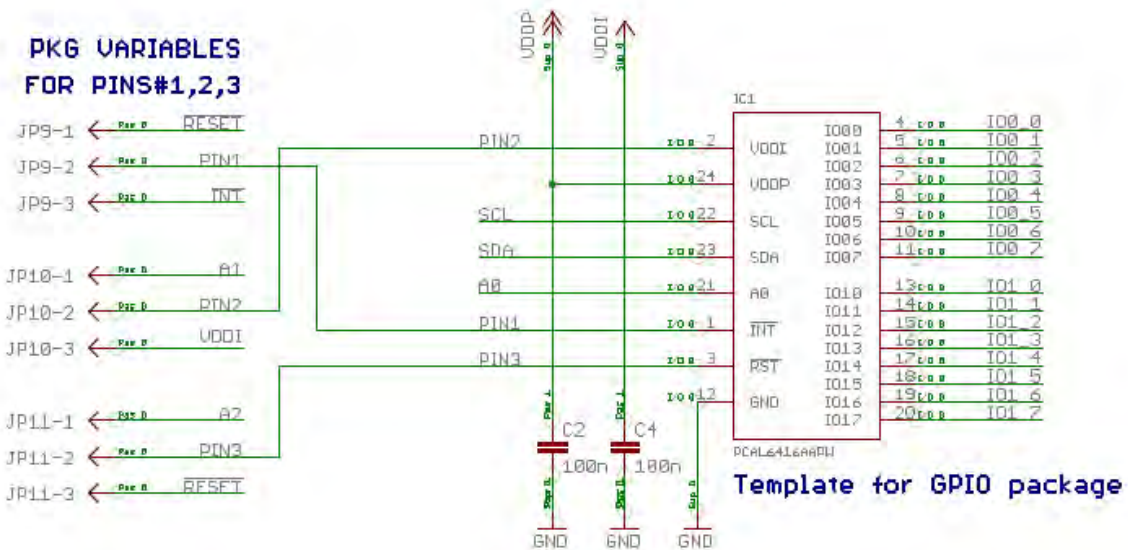 VDDP
VDDI
PKG VARIABLES
FOR PINS#1,2,3
JP9-1
RESET
JP9-2
PIN1
JP9-3
INT
JP10-1
A1
JP10-2
PIN2
JP10-3
VDDI
JP11-1
A2
JP11-2
PIN3
JP11-3
RESET
IC1
PIN2 2 VDDI
24 VDDP
SCL 22 SCL
SDA 23 SDA
A0 21 A0
PIN1 1 INT
PIN3 3 RST
12 GND
IO00 4 IO0_0
IO01 5 IO0_1
IO02 6 IO0_2
IO03 7 IO0_3
IO04 8 IO0_4
IO05 9 IO0_5
IO06 10 IO0_6
IO07 11 IO0_7
IO10 13 IO1_0
IO11 14 IO1_1
IO12 15 IO1_2
IO13 16 IO1_3
IO14 17 IO1_4
IO15 18 IO1_5
IO16 19 IO1_6
IO17 20 IO1_7
PCAL6416AAPW
C2
100n
C4
100n
Template for GPIO package
GND
GND
GND